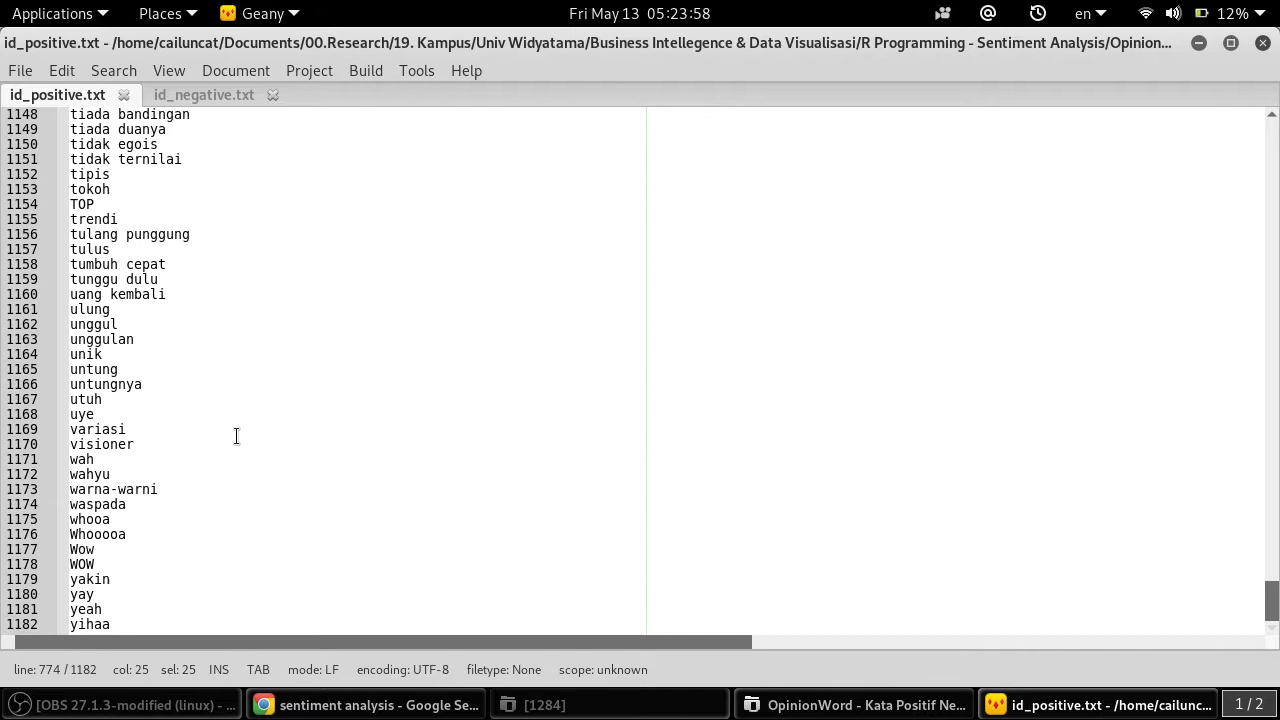 Applications Places Geany Fri May 13 05:23:58 en 12%
id_positive.txt - /home/cailuncat/Documents/00.Research/19. Kampus/Univ Widyatama/Business Intellegence & Data Visualisasi/R Programming - Sentiment Analysis/Opinion...
File Edit Search View Document Project Build Tools Help
id_positive.txt id_negative.txt
1148 tiada bandingan
1149 tiada duanya
1150 tidak egois
1151 tidak ternilai
1152 tipis
1153 tokoh
1154 TOP
1155 trendi
1156 tulang punggung
1157 tulus
1158 tumbuh cepat
1159 tunggu dulu
1160 uang kembali
1161 ulung
1162 unggul
1163 unggulan
1164 unik
1165 untung
1166 untungnya
1167 utuh
1168 uye
1169 variasi
1170 visioner
1171 wah
1172 wahyu
1173 warna-warni
1174 waspada
1175 whooa
1176 Whooooa
1177 Wow
1178 WOW
1179 yakin
1180 yay
1181 yeah
1182 yihaa
line: 774 / 1182 col: 25 sel: 25 INS TAB mode: LF encoding: UTF-8 filetype: None scope: unknown
[OBS 27.1.3-modified (linux) - ... sentiment analysis - Google Se... [1284] OpinionWord - Kata Positif Ne... id_positive.txt - /home/cailunc... 1 / 2